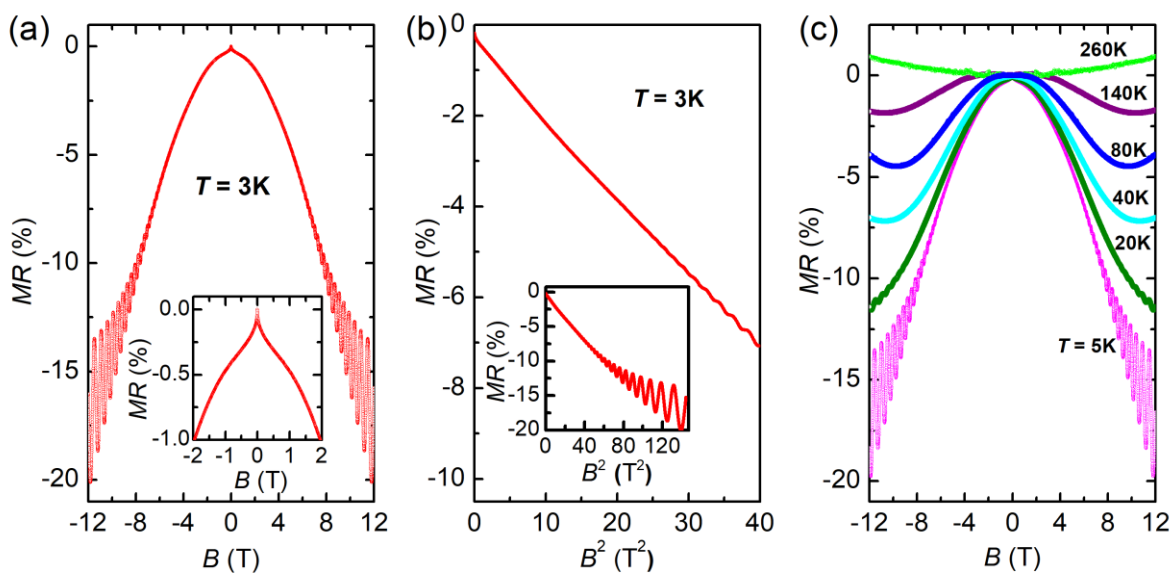 (a)
0
-5
-10
-15
-20
MR (%)
T = 3K
0.0
-0.5
-1.0
MR (%)
-2 -1 0 1 2
B (T)
-12 -8 -4 0 4 8 12
B (T)
(b)
-0
-2
-4
-6
-8
-10
MR (%)
T = 3K
0
-5
-10
-15
-20
MR (%)
0 40 80 120
B² (T²)
0 10 20 30 40
B² (T²)
(c)
0
-5
-10
-15
-20
MR (%)
260K
140K
80K
40K
20K
T = 5K
-12 -8 -4 0 4 8 12
B (T)